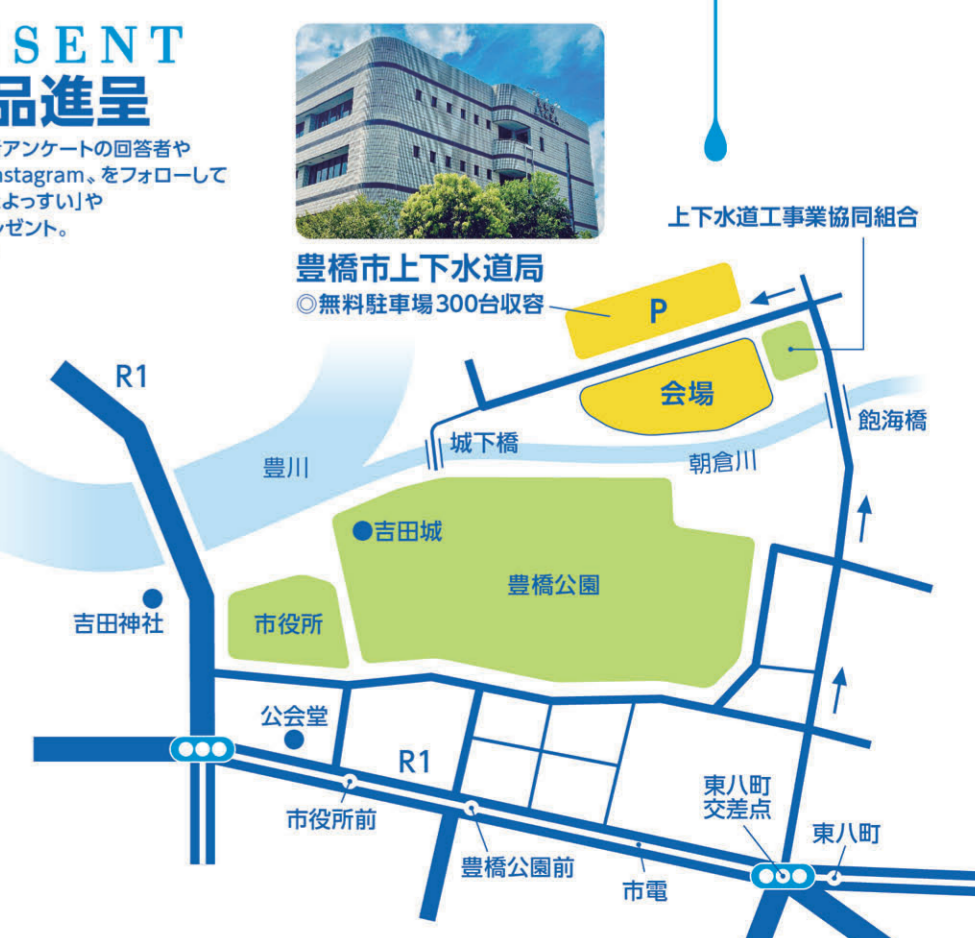 SENT
品進呈
アンケートの回答者や
nstagram、をフォローして
よっすい」や
ゼント。
豊橋市上下水道局
◎無料駐車場300台収容
上下水道工事業協同組合
P
会場
R1
豊川
城下橋
朝倉川
飽海橋
吉田城
豊橋公園
吉田神社
市役所
公会堂
R1
市役所前
豊橋公園前
市電
東八町
交差点
東八町